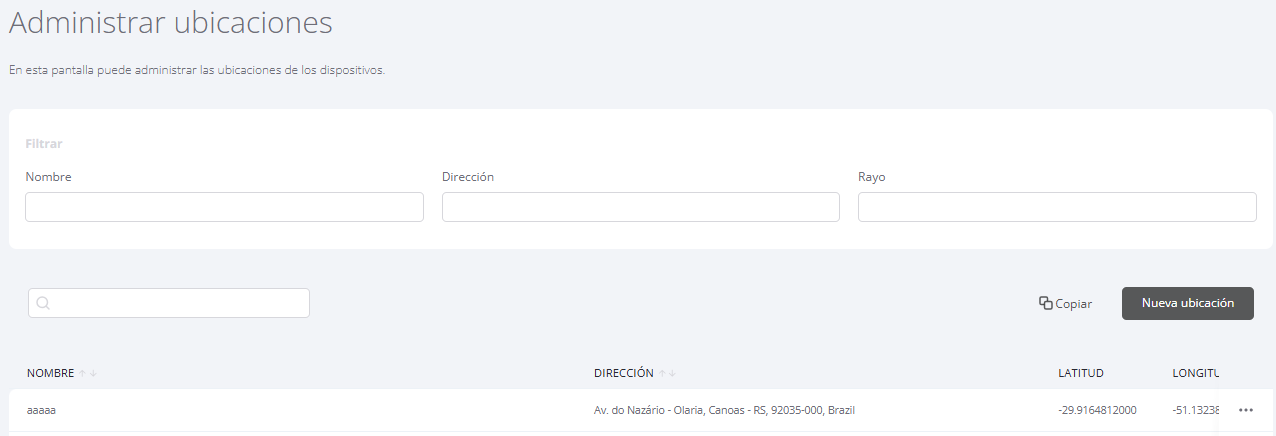 Administrar ubicaciones
En esta pantalla puede administrar las ubicaciones de los dispositivos.
Filtrar
Nombre Dirección Rayo
Copiar Nueva ubicación
NOMBRE DIRECCIÓN LATITUD LONGITU
aaaaa Av. do Nazário - Olaria, Canoas - RS, 92035-000, Brazil -29.9164812000 -51.13238